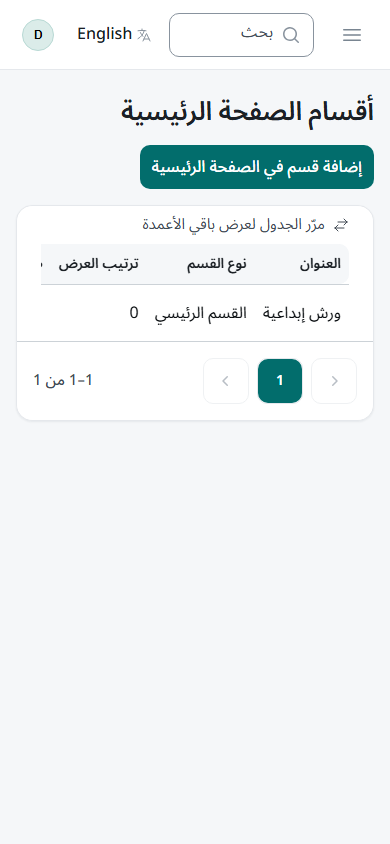 بحث
English
D
أقسام الصفحة الرئيسية
إضافة قسم في الصفحة الرئيسية
مرّر الجدول لعرض باقي الأعمدة
العنوان نوع القسم ترتيب العرض
ورش إبداعية القسم الرئيسي 0
1
1–1 من 1